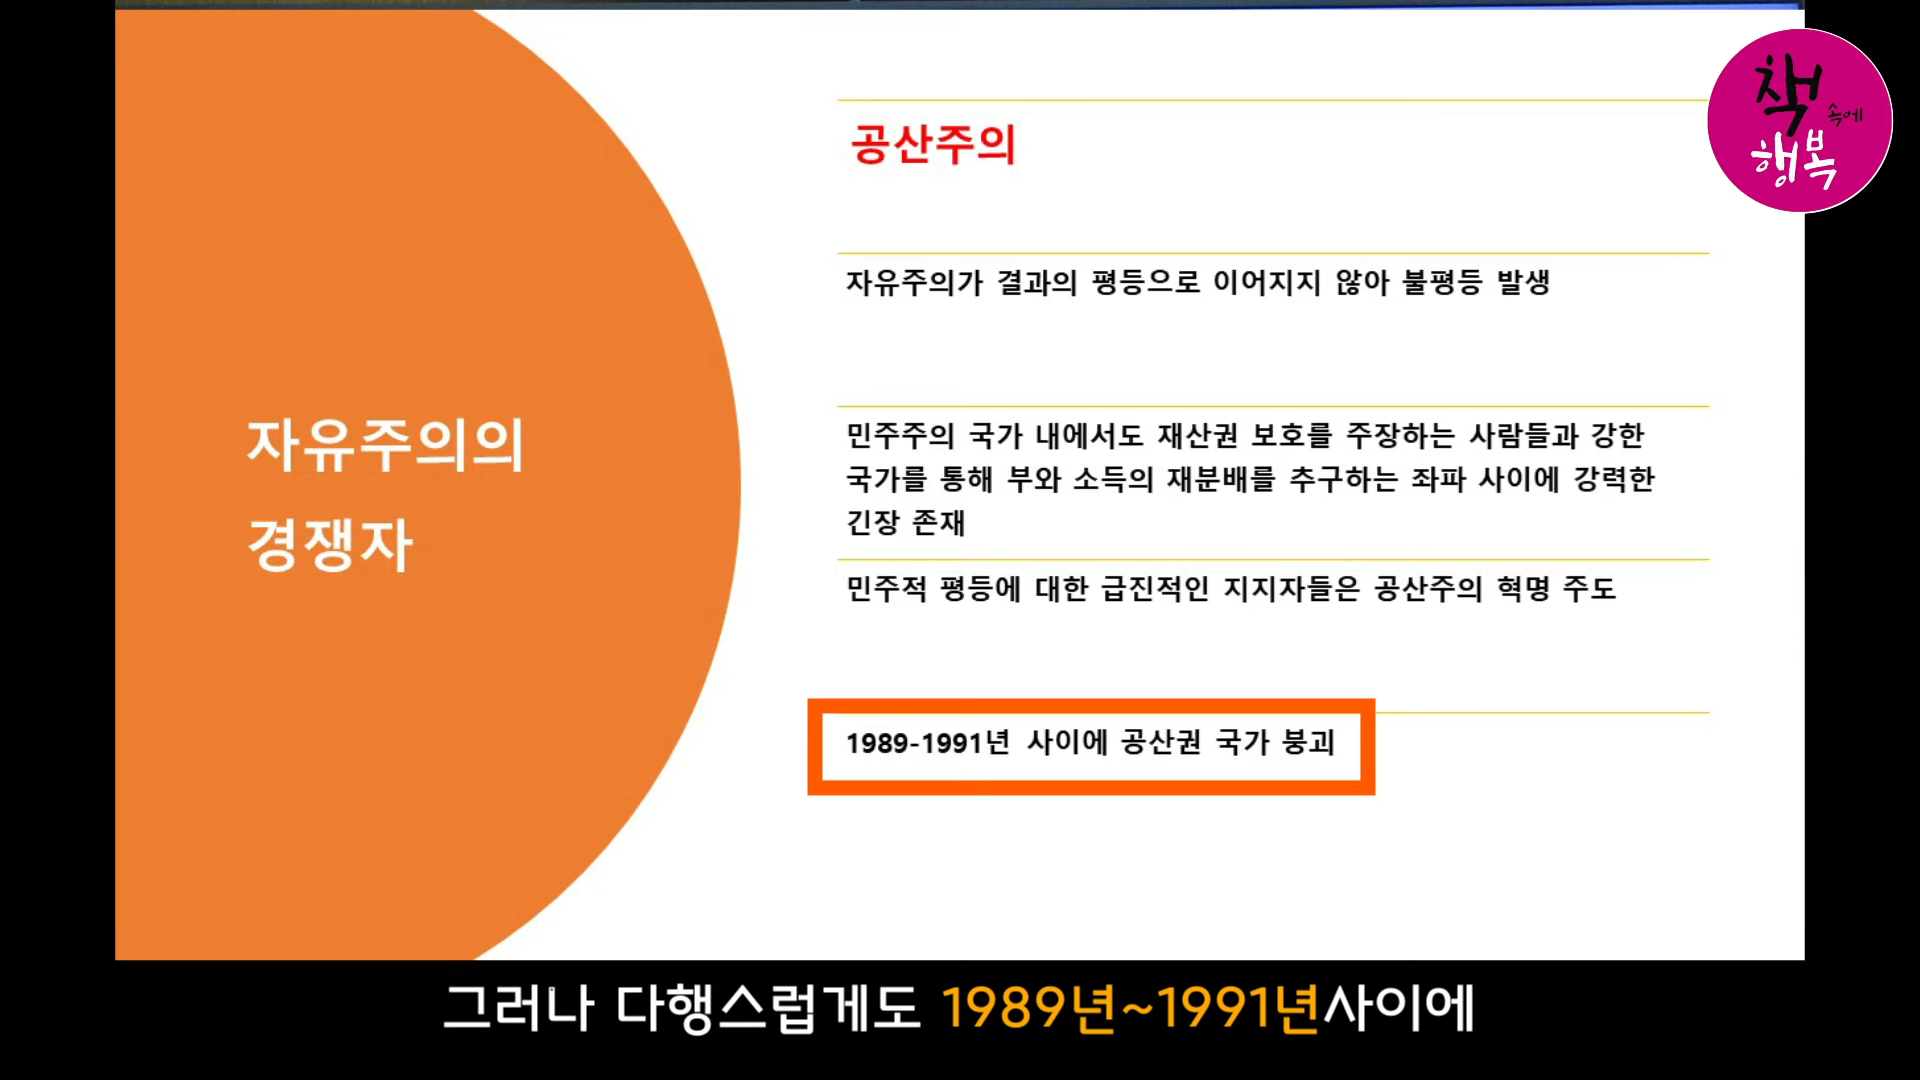 자유주의의
경쟁자
공산주의
자유주의가 결과의 평등으로 이어지지 않아 불평등 발생
민주주의 국가 내에서도 재산권 보호를 주장하는 사람들과 강한
국가를 통해 부와 소득의 재분배를 추구하는 좌파 사이에 강력한
긴장 존재
민주적 평등에 대한 급진적인 지지자들은 공산주의 혁명 주도
1989-1991년 사이에 공산권 국가 붕괴
책
속에
행복
그러나 다행스럽게도 1989년~1991년사이에